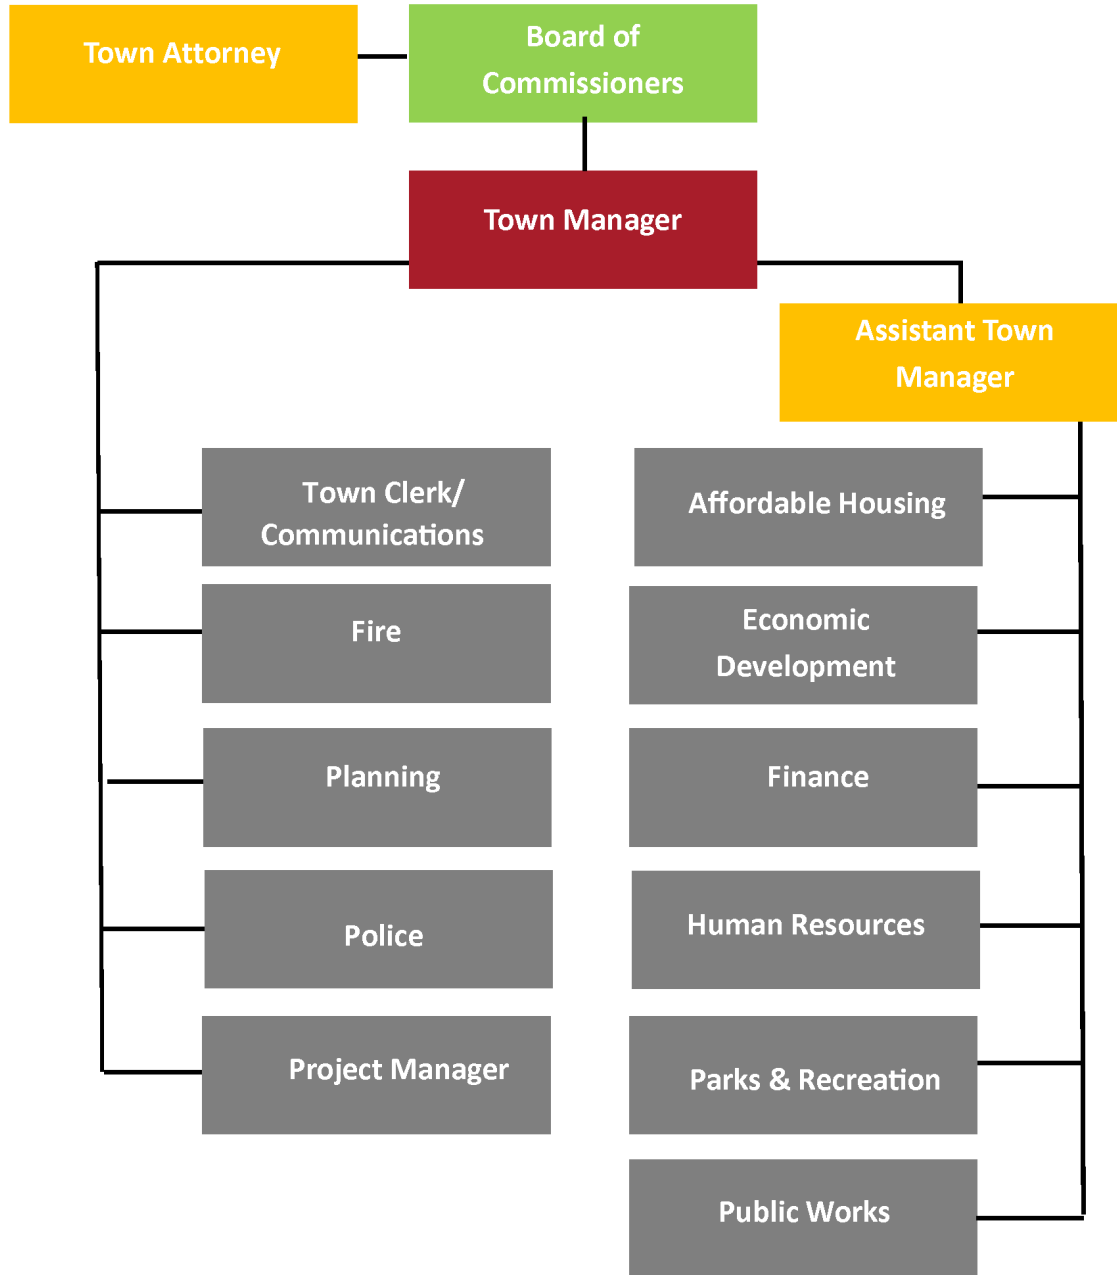 Town Attorney
Board of
Commissioners
Town Manager
Assistant Town
Manager
Town Clerk/
Communications
Affordable Housing
Fire
Economic
Development
Planning
Finance
Police
Human Resources
Project Manager
Parks & Recreation
Public Works